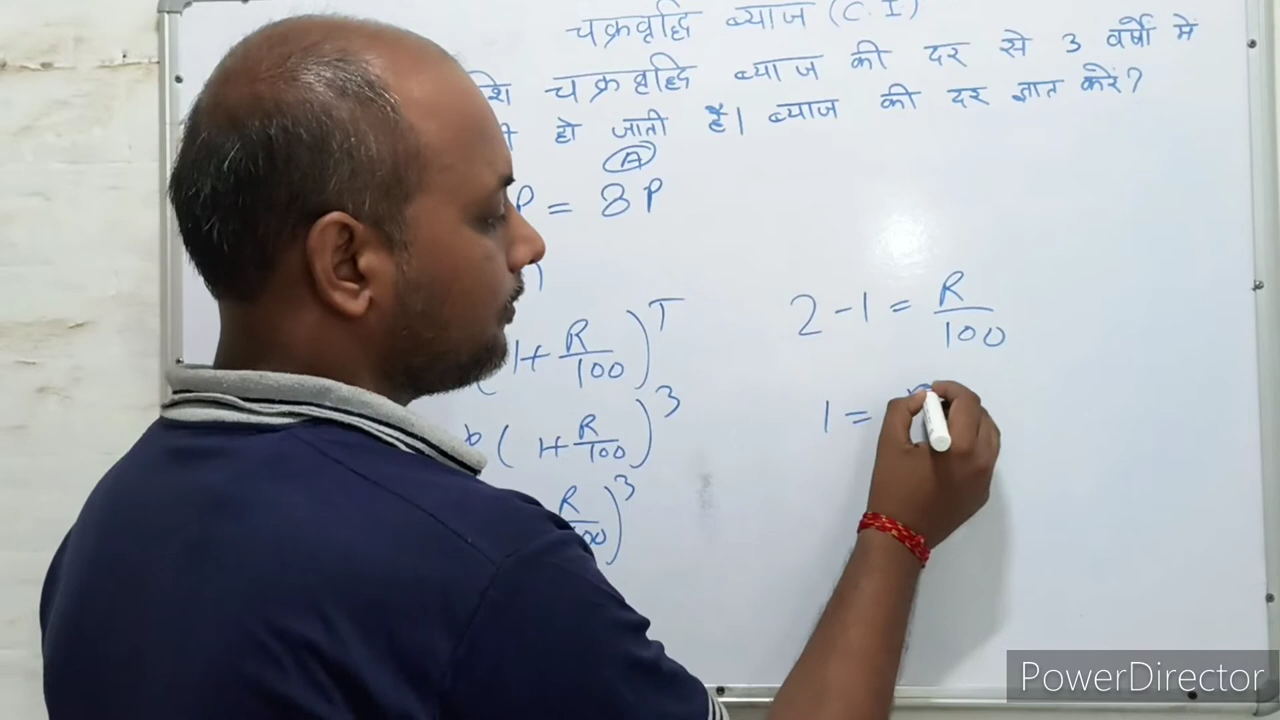 चक्रवृद्धि ब्याज (C.I)
चक्रवृद्धि ब्याज की दर से 3 वर्षो मे
हो जाती है। ब्याज की दर ज्ञात करें?
A
P = 8P
)
( 1 + R/100 )^T
( 1 + R/100 )^3
R/100 )^3
2 - 1 = R/100
1 =
PowerDirector